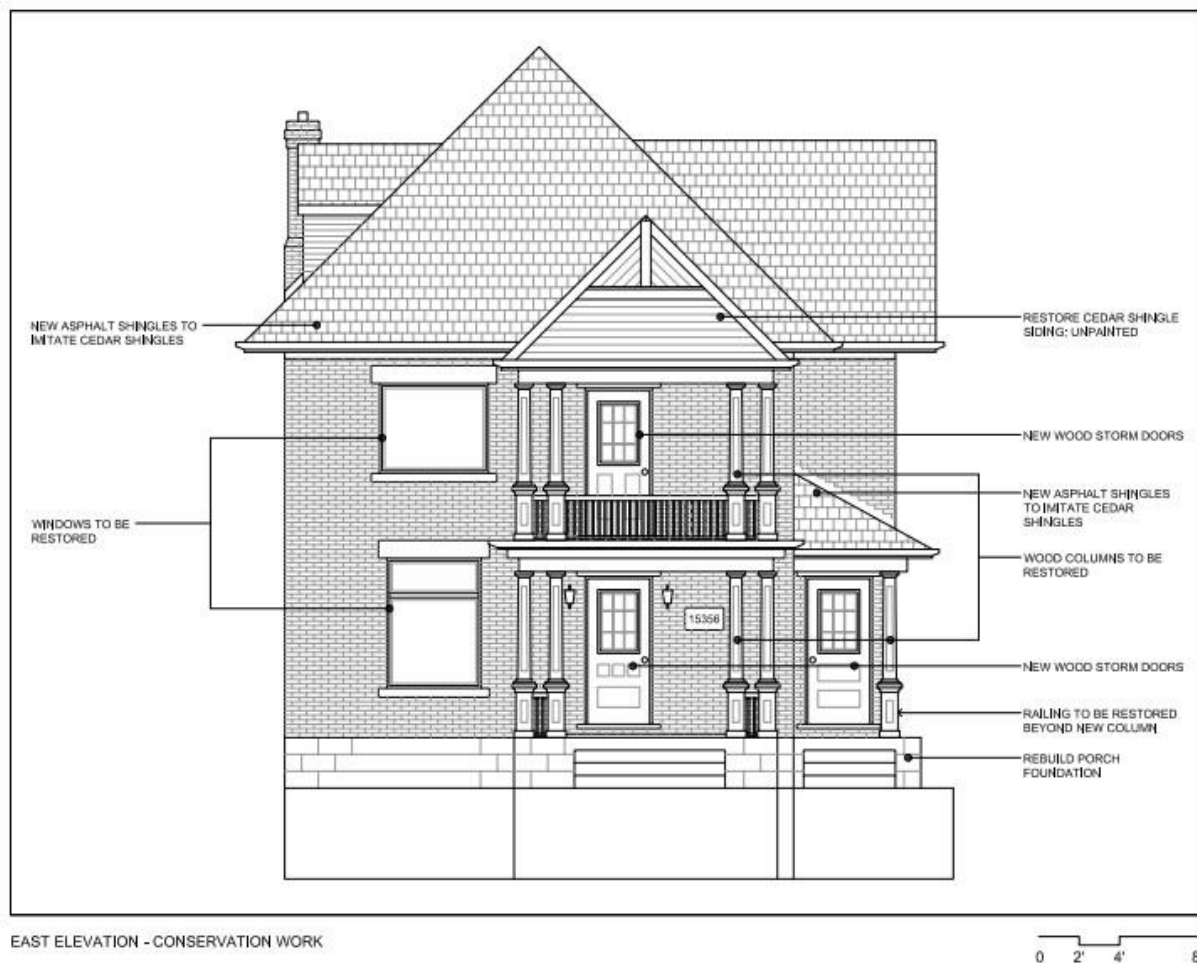 NEW ASPHALT SHINGLES TO
IMITATE CEDAR SHINGLES
WINDOWS TO BE
RESTORED
15356
RESTORE CEDAR SHINGLE
SIDING; UNPAINTED
NEW WOOD STORM DOORS
NEW ASPHALT SHINGLES
TO IMITATE CEDAR
SHINGLES
WOOD COLUMNS TO BE
RESTORED
NEW WOOD STORM DOORS
RAILING TO BE RESTORED
BEYOND NEW COLUMN
REBUILD PORCH
FOUNDATION
EAST ELEVATION - CONSERVATION WORK
0 2' 4' 8